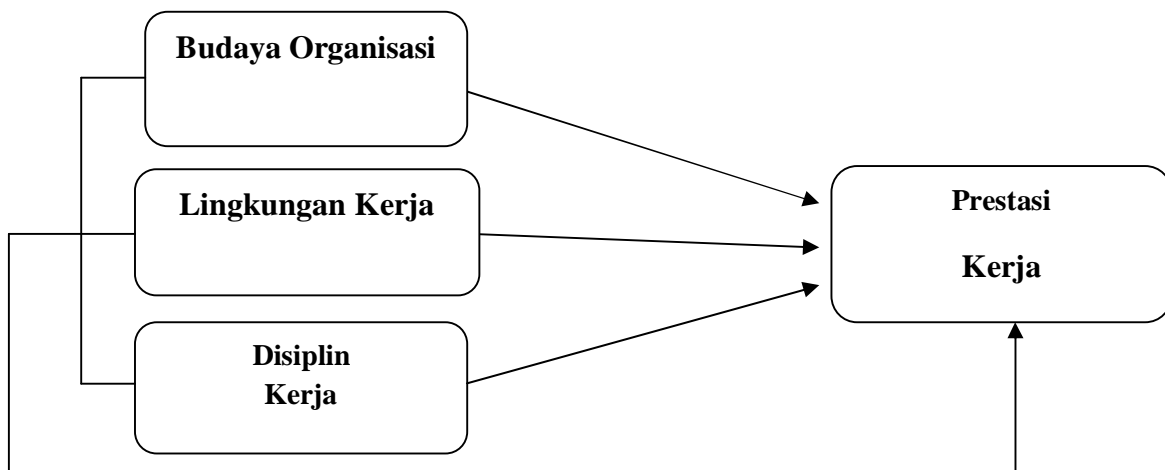 Budaya Organisasi
Lingkungan Kerja
Disiplin
Kerja
Prestasi
Kerja